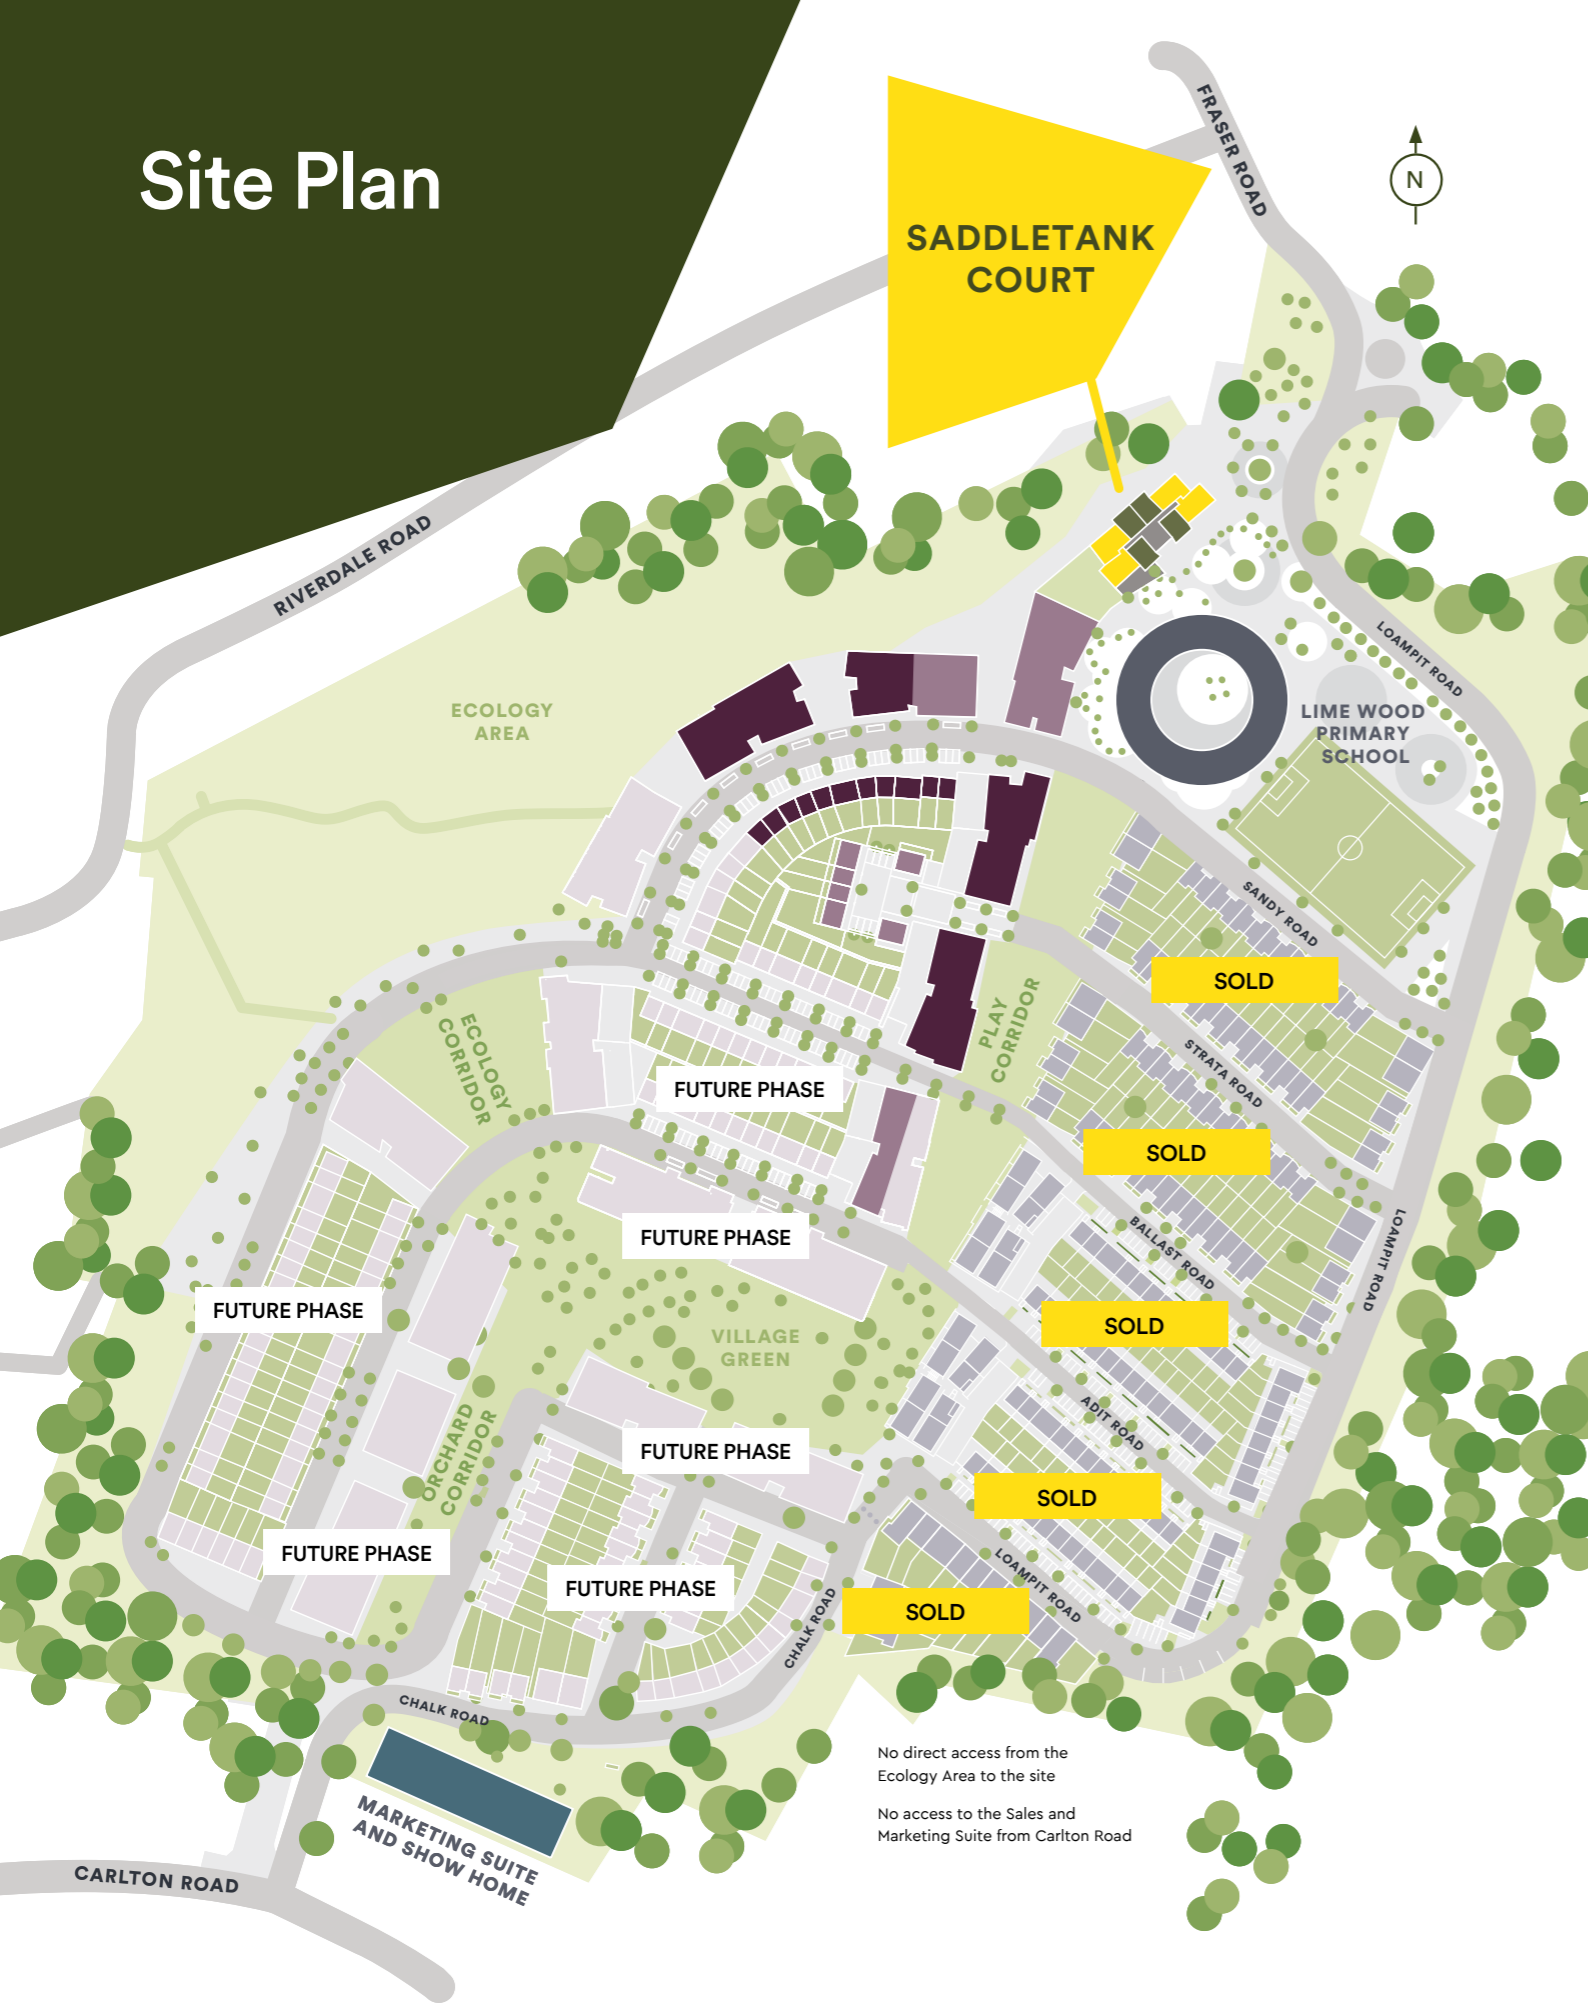 Site Plan
FRASER ROAD
N
SADDLETANK
COURT
RIVERDALE ROAD
LOAMPIT ROAD
ECOLOGY
AREA
LIME WOOD
PRIMARY
SCHOOL
SANDY ROAD
SOLD
PLAY
CORRIDOR
ECOLOGY
CORRIDOR
STRATA ROAD
FUTURE PHASE
SOLD
BALLAST ROAD
LOAMPIT ROAD
FUTURE PHASE
FUTURE PHASE
SOLD
VILLAGE
GREEN
ADIT ROAD
ORCHARD
CORRIDOR
FUTURE PHASE
SOLD
FUTURE PHASE
FUTURE PHASE
LOAMPIT ROAD
SOLD
CHALK ROAD
CHALK ROAD
No direct access from the
Ecology Area to the site
No access to the Sales and
Marketing Suite from Carlton Road
MARKETING SUITE
AND SHOW HOME
CARLTON ROAD